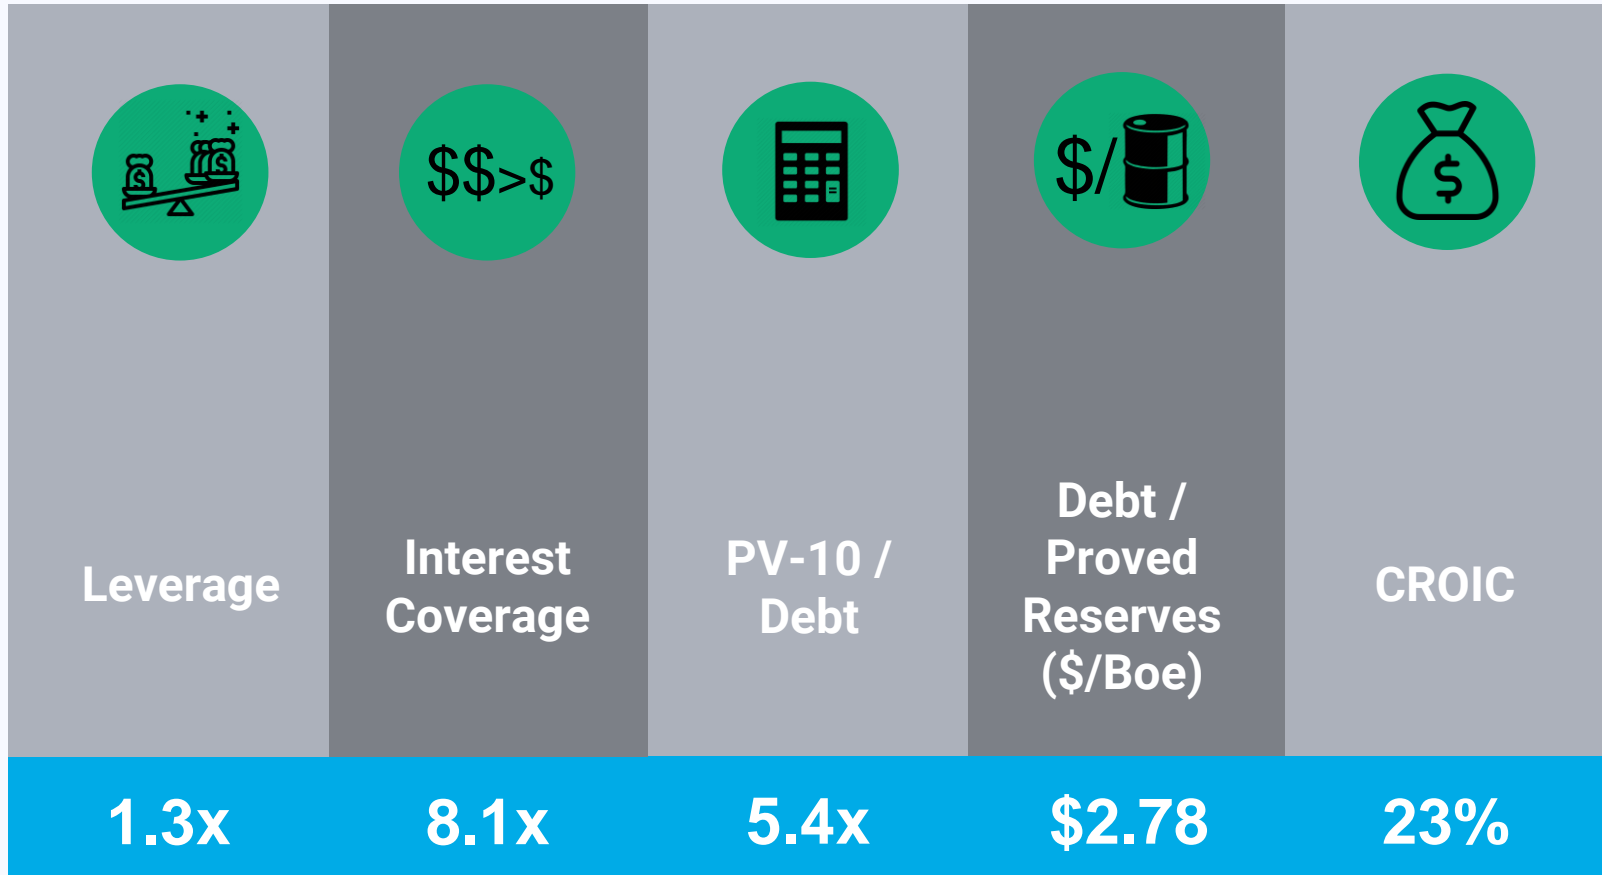 $$>$
$/
Leverage
Interest
Coverage
PV-10 /
Debt
Debt /
Proved
Reserves
($/Boe)
CROIC
1.3x
8.1x
5.4x
$2.78
23%